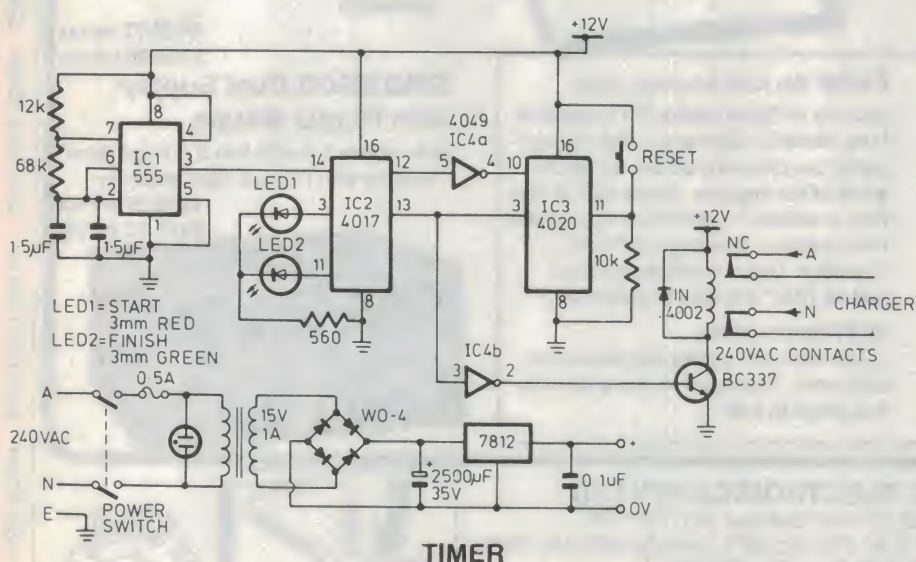 +12V
12k
7
8
4
6
IC1
555
3
68k
2
5
1
1·5µF
1·5µF
14
16
12
LED1
3
IC2
4017
13
LED2
11
8
560
4049
IC4a
5
4
10
16
3
IC3
4020
11
8
RESET
10k
+12V
NC
A
IN
4002
CHARGER
N
240VAC CONTACTS
IC4b
3
2
BC337
LED1=START
3mm RED
LED2=FINISH
3mm GREEN
A
0·5A
240VAC
N
E
POWER
SWITCH
15V
1A
WO-4
+
2500µF
35V
7812
0·1uF
+
0V
TIMER